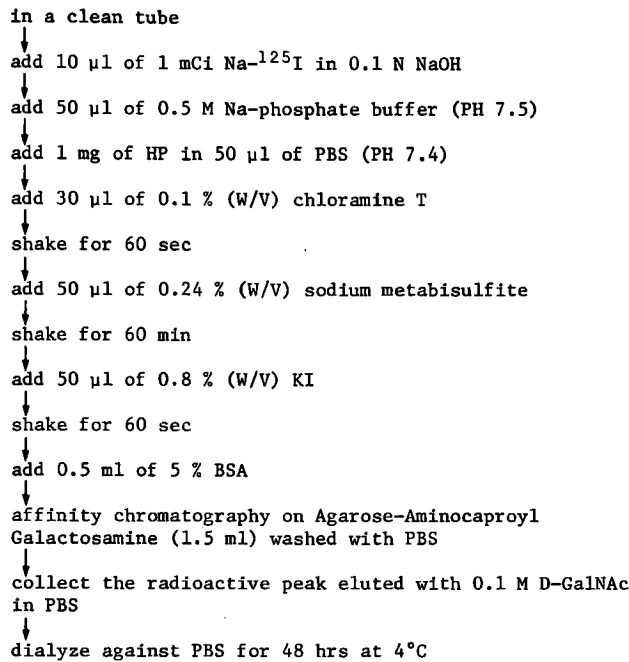 in a clean tube
add 10 µl of 1 mCi Na-¹²⁵I in 0.1 N NaOH
add 50 µl of 0.5 M Na-phosphate buffer (PH 7.5)
add 1 mg of HP in 50 µl of PBS (PH 7.4)
add 30 µl of 0.1 % (W/V) chloramine T
shake for 60 sec
add 50 µl of 0.24 % (W/V) sodium metabisulfite
shake for 60 min
add 50 µl of 0.8 % (W/V) KI
shake for 60 sec
add 0.5 ml of 5 % BSA
affinity chromatography on Agarose-Aminocaproyl
Galactosamine (1.5 ml) washed with PBS
collect the radioactive peak eluted with 0.1 M D-GalNAc
in PBS
dialyze against PBS for 48 hrs at 4°C